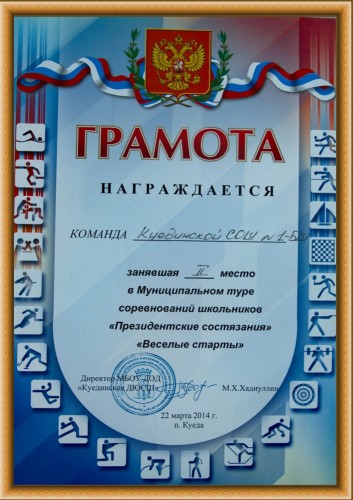 ГРАМОТА
НАГРАЖДАЕТСЯ
КОМАНДА Куединской СОШ №1-БШ
занявшая II место
в Муниципальном туре
соревнований школьников
«Президентские состязания»
«Веселые старты»
Директор МБОУ ДОД
«Куединская ДЮСШ» М.Х.Хадиуллин
22 марта 2014 г.
п. Куеда